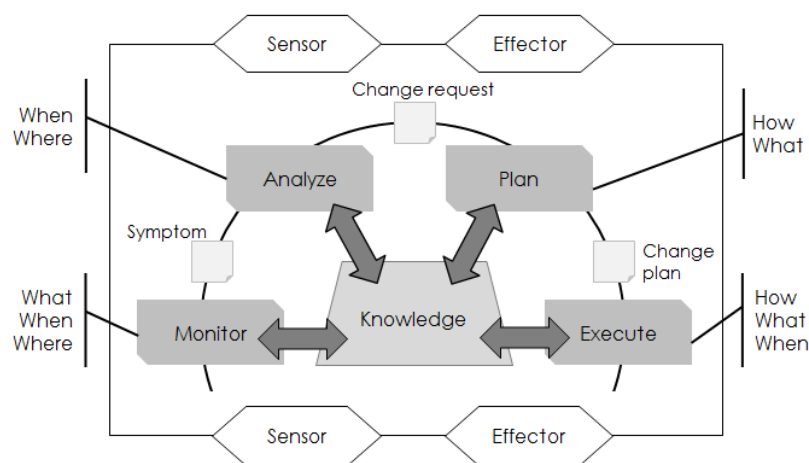 Sensor
Effector
Change request
When
Where
How
What
Analyze
Plan
Symptom
Change
plan
What
When
Where
Monitor
Knowledge
Execute
How
What
When
Sensor
Effector